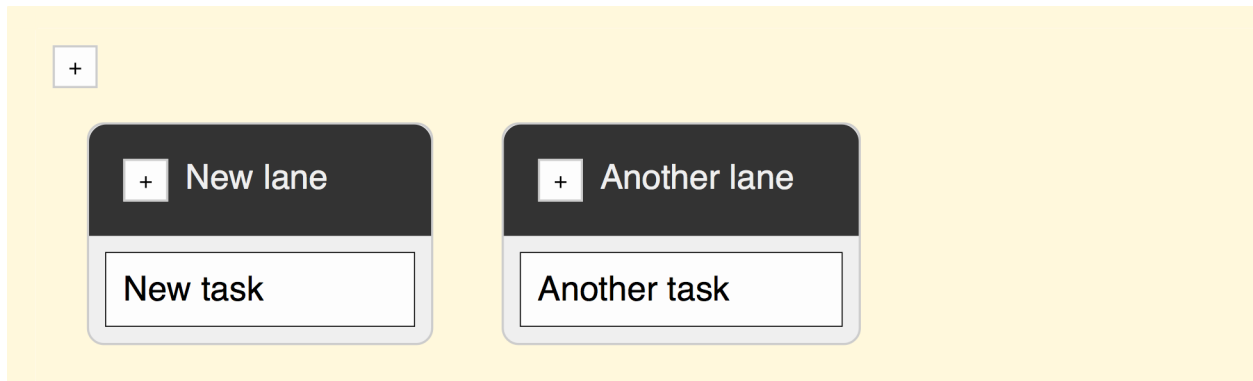 +
+ New lane
+ Another lane
New task
Another task